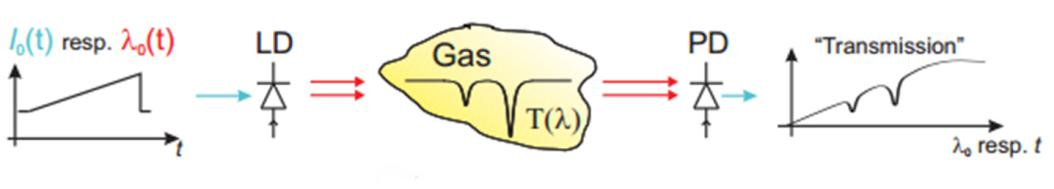 I₀(t) resp. λ₀(t)
LD
Gas
T(λ)
PD
"Transmission"
t
λ₀ resp. t